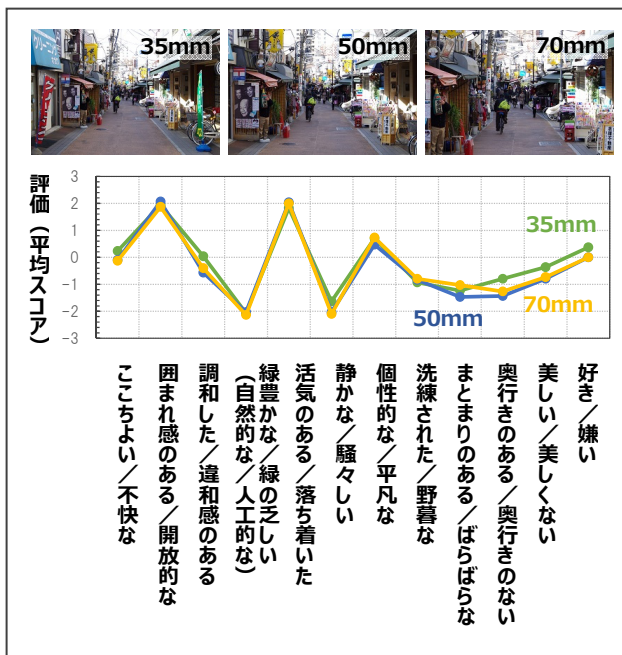 35mm
50mm
70mm
クリーニング
評価（平均スコア）
3
2
1
0
-1
-2
-3
35mm
50mm
70mm
ここちよい／不快な
囲まれ感のある／開放的な
調和した／違和感のある
緑豊かな／緑の乏しい
（自然的な／人工的な）
活気のある／落ち着いた
静かな／騒々しい
個性的な／平凡な
洗練された／野暮な
まとまりのある／ばらばらな
奥行きのある／奥行きのない
美しい／美しくない
好き／嫌い